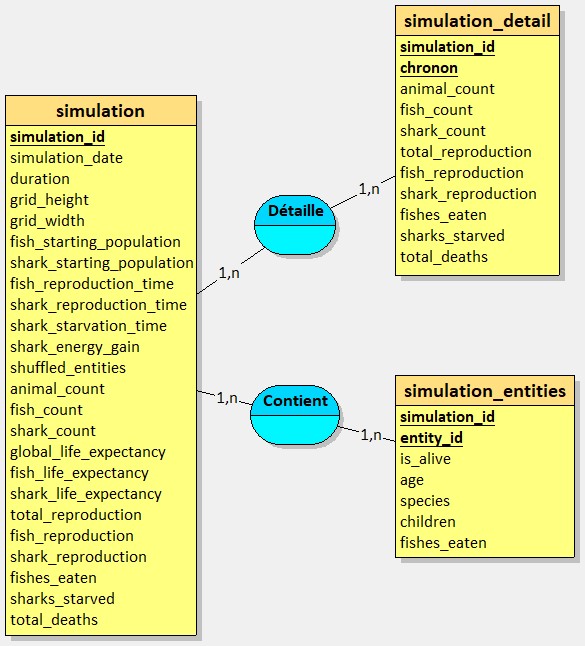 simulation
simulation_id
simulation_date
duration
grid_height
grid_width
fish_starting_population
shark_starting_population
fish_reproduction_time
shark_reproduction_time
shark_starvation_time
shark_energy_gain
shuffled_entities
animal_count
fish_count
shark_count
global_life_expectancy
fish_life_expectancy
shark_life_expectancy
total_reproduction
fish_reproduction
shark_reproduction
fishes_eaten
sharks_starved
total_deaths
1,n
Détaille
1,n
simulation_detail
simulation_id
chronon
animal_count
fish_count
shark_count
total_reproduction
fish_reproduction
shark_reproduction
fishes_eaten
sharks_starved
total_deaths
1,n
Contient
1,n
simulation_entities
simulation_id
entity_id
is_alive
age
species
children
fishes_eaten